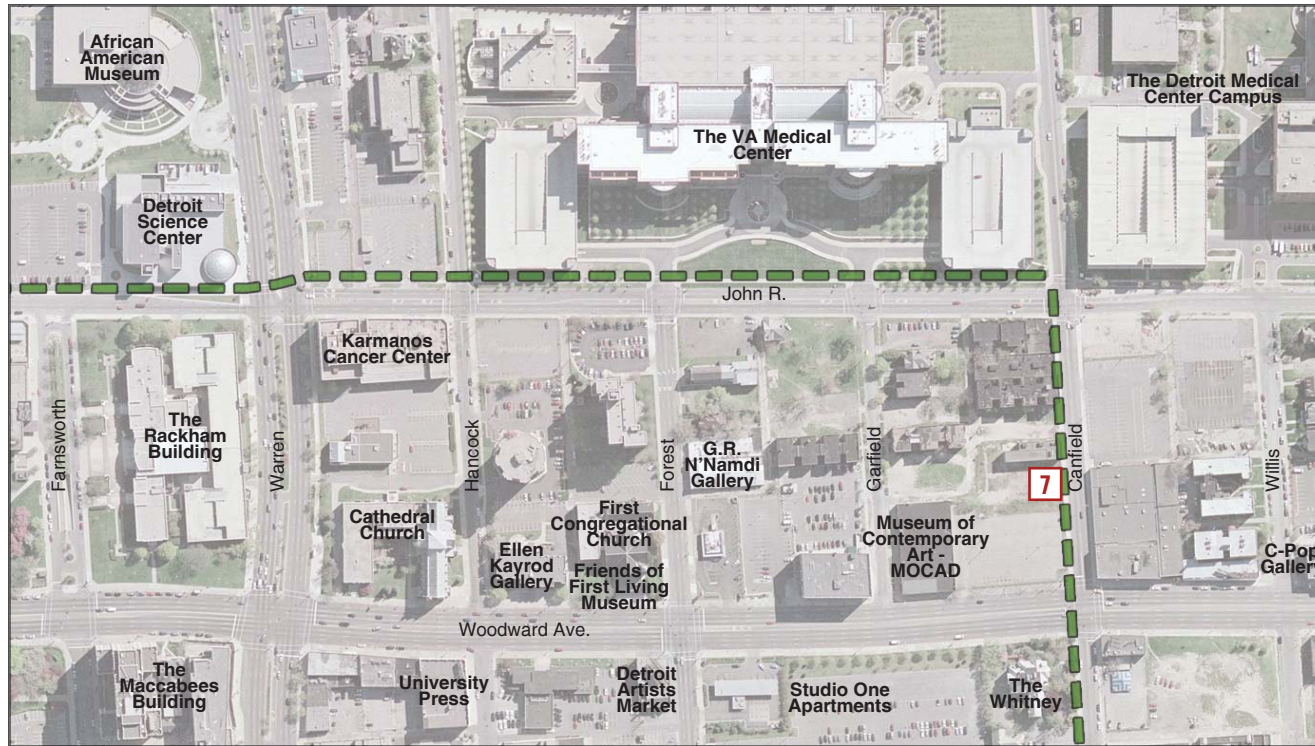 African
American
Museum
The Detroit Medical
Center Campus
The VA Medical
Center
Detroit
Science
Center
John R.
Karmanos
Cancer Center
The
Rackham
Building
Farnsworth
Warren
Hancock
Forest
G.R.
N'Namdi
Gallery
Garfield
Canfield
Willis
7
Cathedral
Church
Ellen
Kayrod
Gallery
First
Congregational
Church
Friends of
First Living
Museum
Museum of
Contemporary
Art -
MOCAD
C-Pop
Gallery
Woodward Ave.
The
Maccabees
Building
University
Press
Detroit
Artists
Market
Studio One
Apartments
The
Whitney